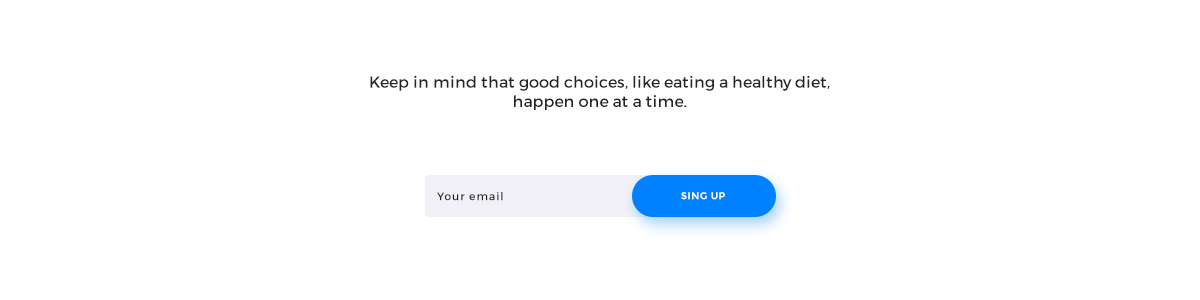 Keep in mind that good choices, like eating a healthy diet,
happen one at a time.
Your email
SING UP